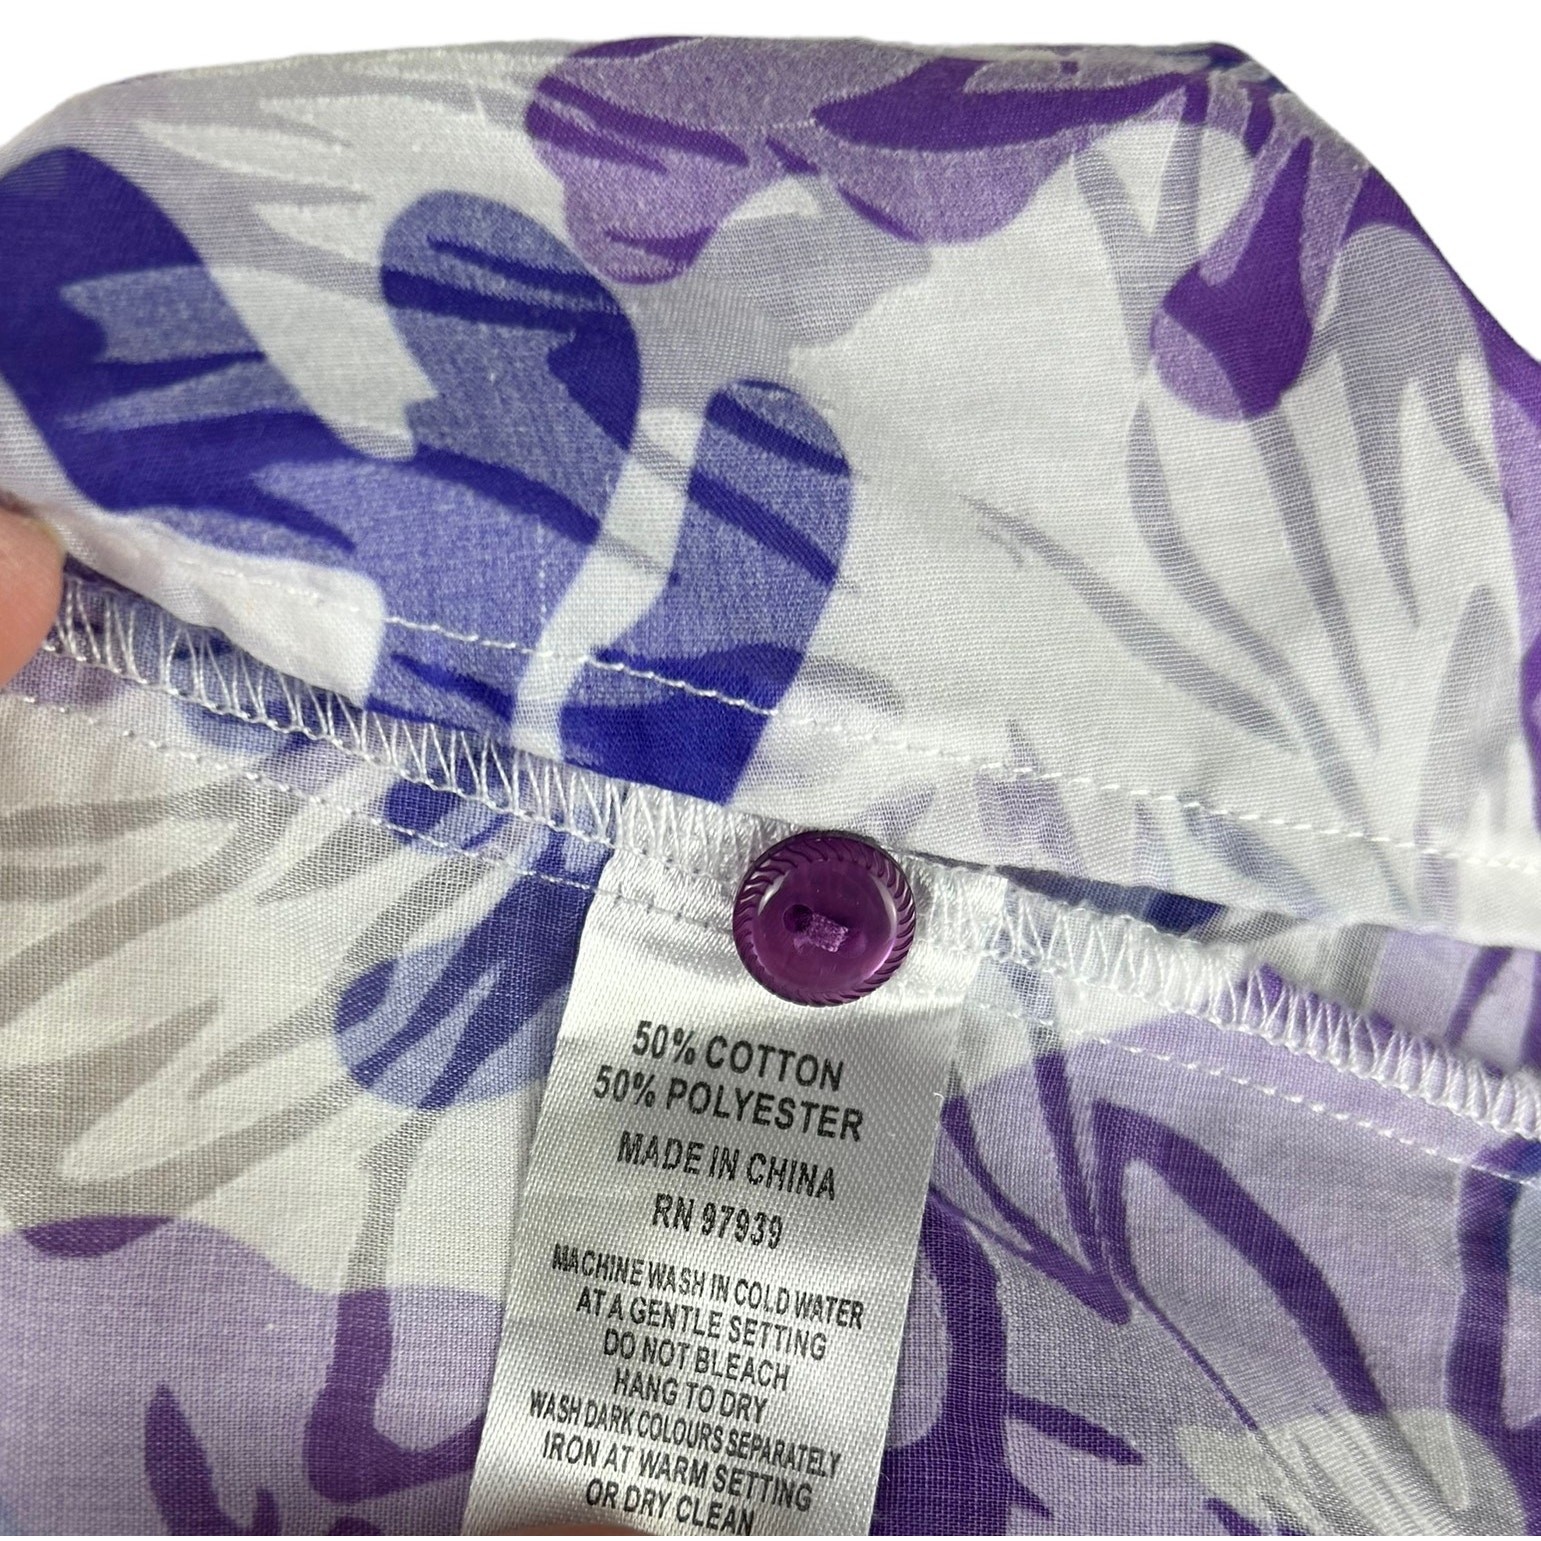 50% COTTON
50% POLYESTER
MADE IN CHINA
RN 97939
MACHINE WASH IN COLD WATER
AT A GENTLE SETTING
DO NOT BLEACH
HANG TO DRY
WASH DARK COLOURS SEPARATELY
IRON AT WARM SETTING
OR DRY CLEAN